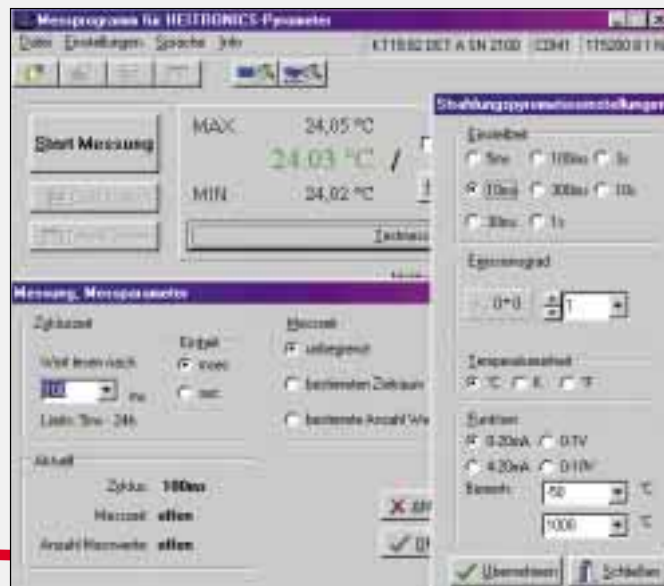 Messprogramm für HEITRONICS-Pyrometer
Datei Einstellungen Sprache Info
KT19.82 DET A SN 2100 COM1
Start Messung
MAX 24,05 °C
24.03 °C /
MIN 24,02 °C
Messung, Messparameter
Zykluszeit
Wert lesen nach
ms
Limits: 5ms - 24h
Einheit
msec
sec
Messzeit
unbegrenzt
bestimmten Zeitraum
bestimmte Anzahl We
Aktuell
Zyklus: 100ms
Messzeit: offen
Anzahl Messwerte: offen
Strahlungspyrometereinstellungen
Einstellzeit
5ms 100ms 3s
10ms 300ms 10s
30ms 1s
Emissionsgrad
1
Temperatureinheit
°C K °F
Funktion
0-20mA 0-1V
4-20mA 0-10V
Bereich: -50 °C
1000 °C
Übernehmen Schließen